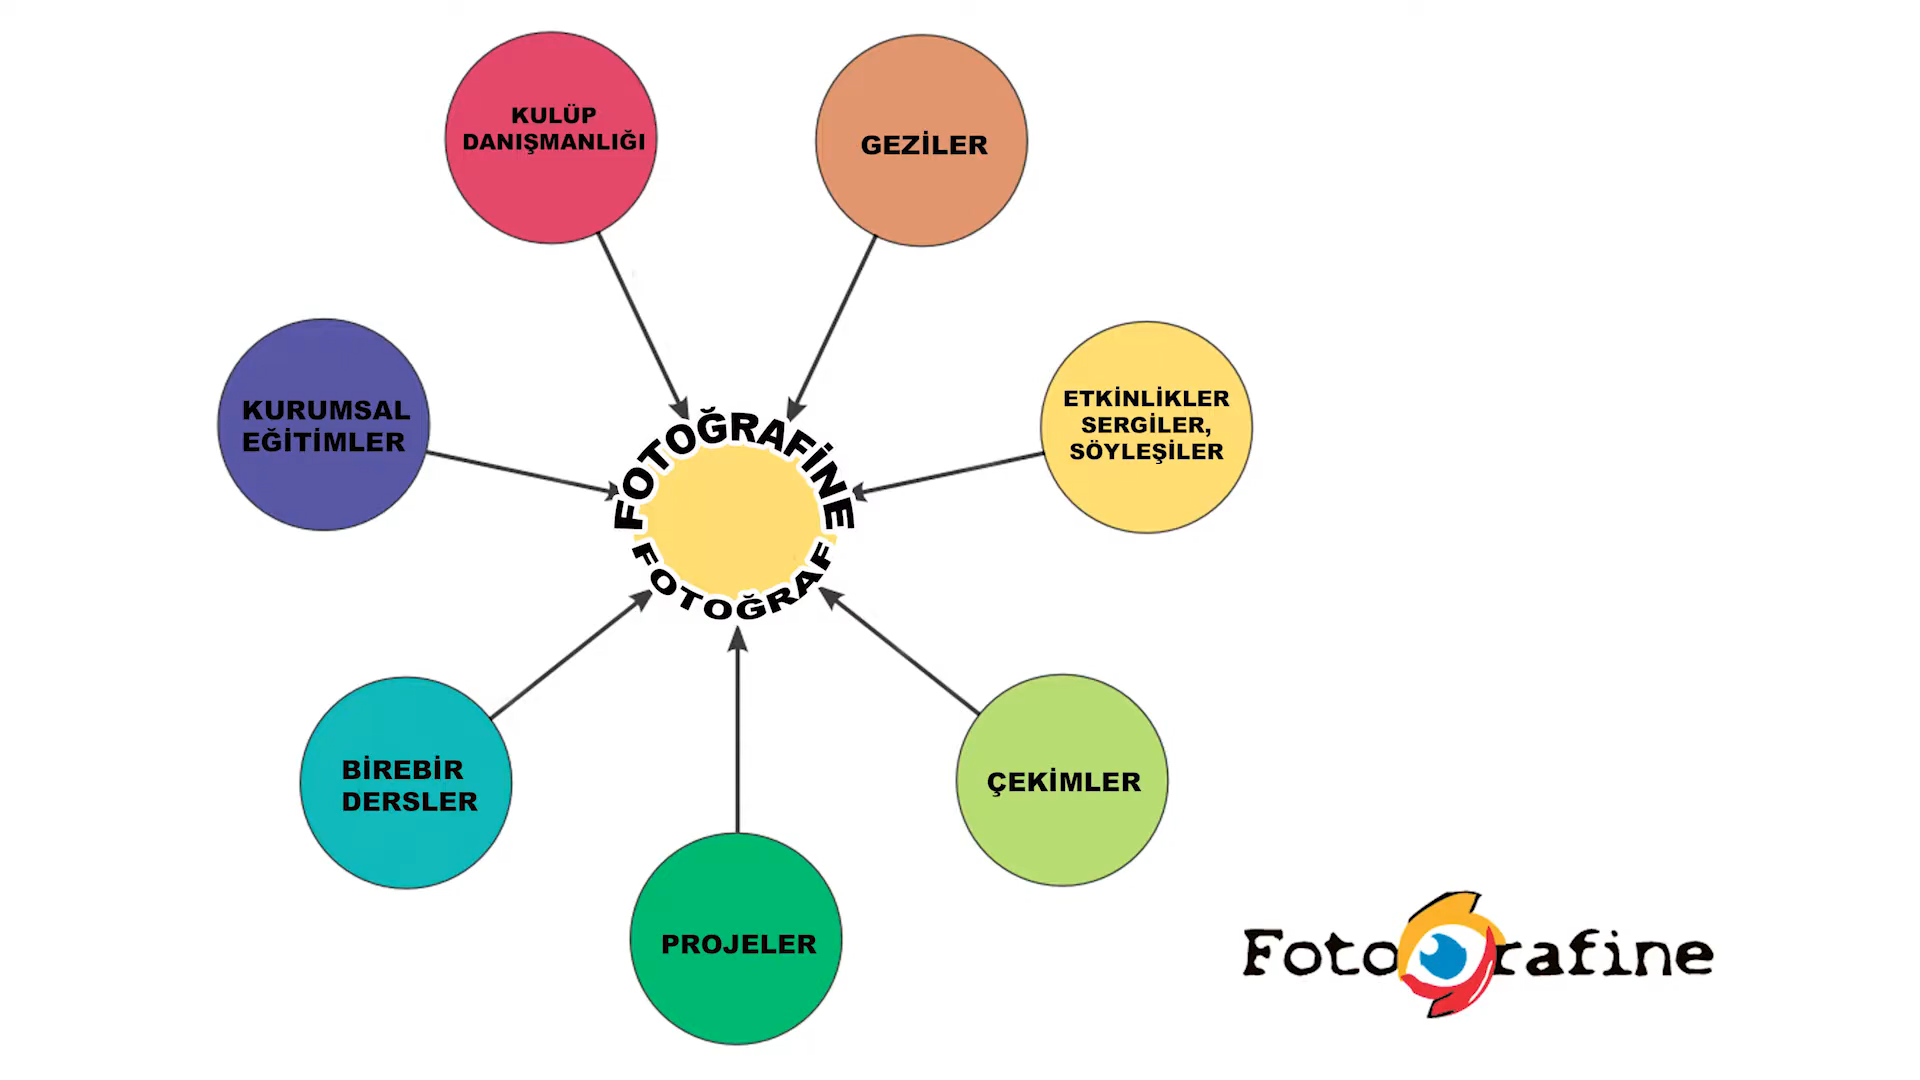 KULÜP
DANIŞMANLIĞI
GEZİLER
KURUMSAL
EĞİTİMLER
ETKİNLİKLER
SERGİLER,
SÖYLEŞİLER
FOTOĞRAFİNE
FOTOĞRAF
BİREBİR
DERSLER
ÇEKİMLER
PROJELER
Fotoğrafine